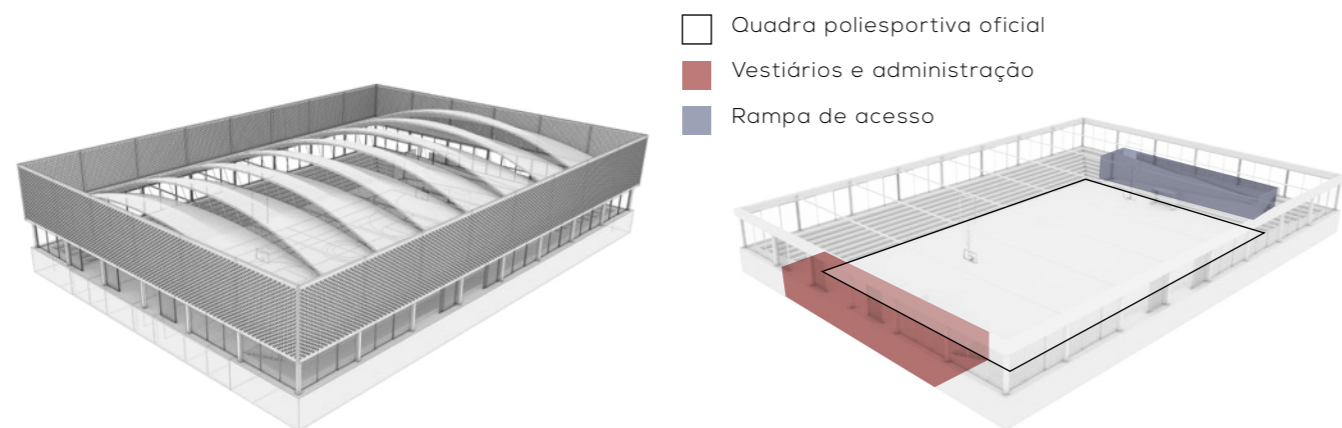 Quadra poliesportiva oficial
Vestiários e administração
Rampa de acesso